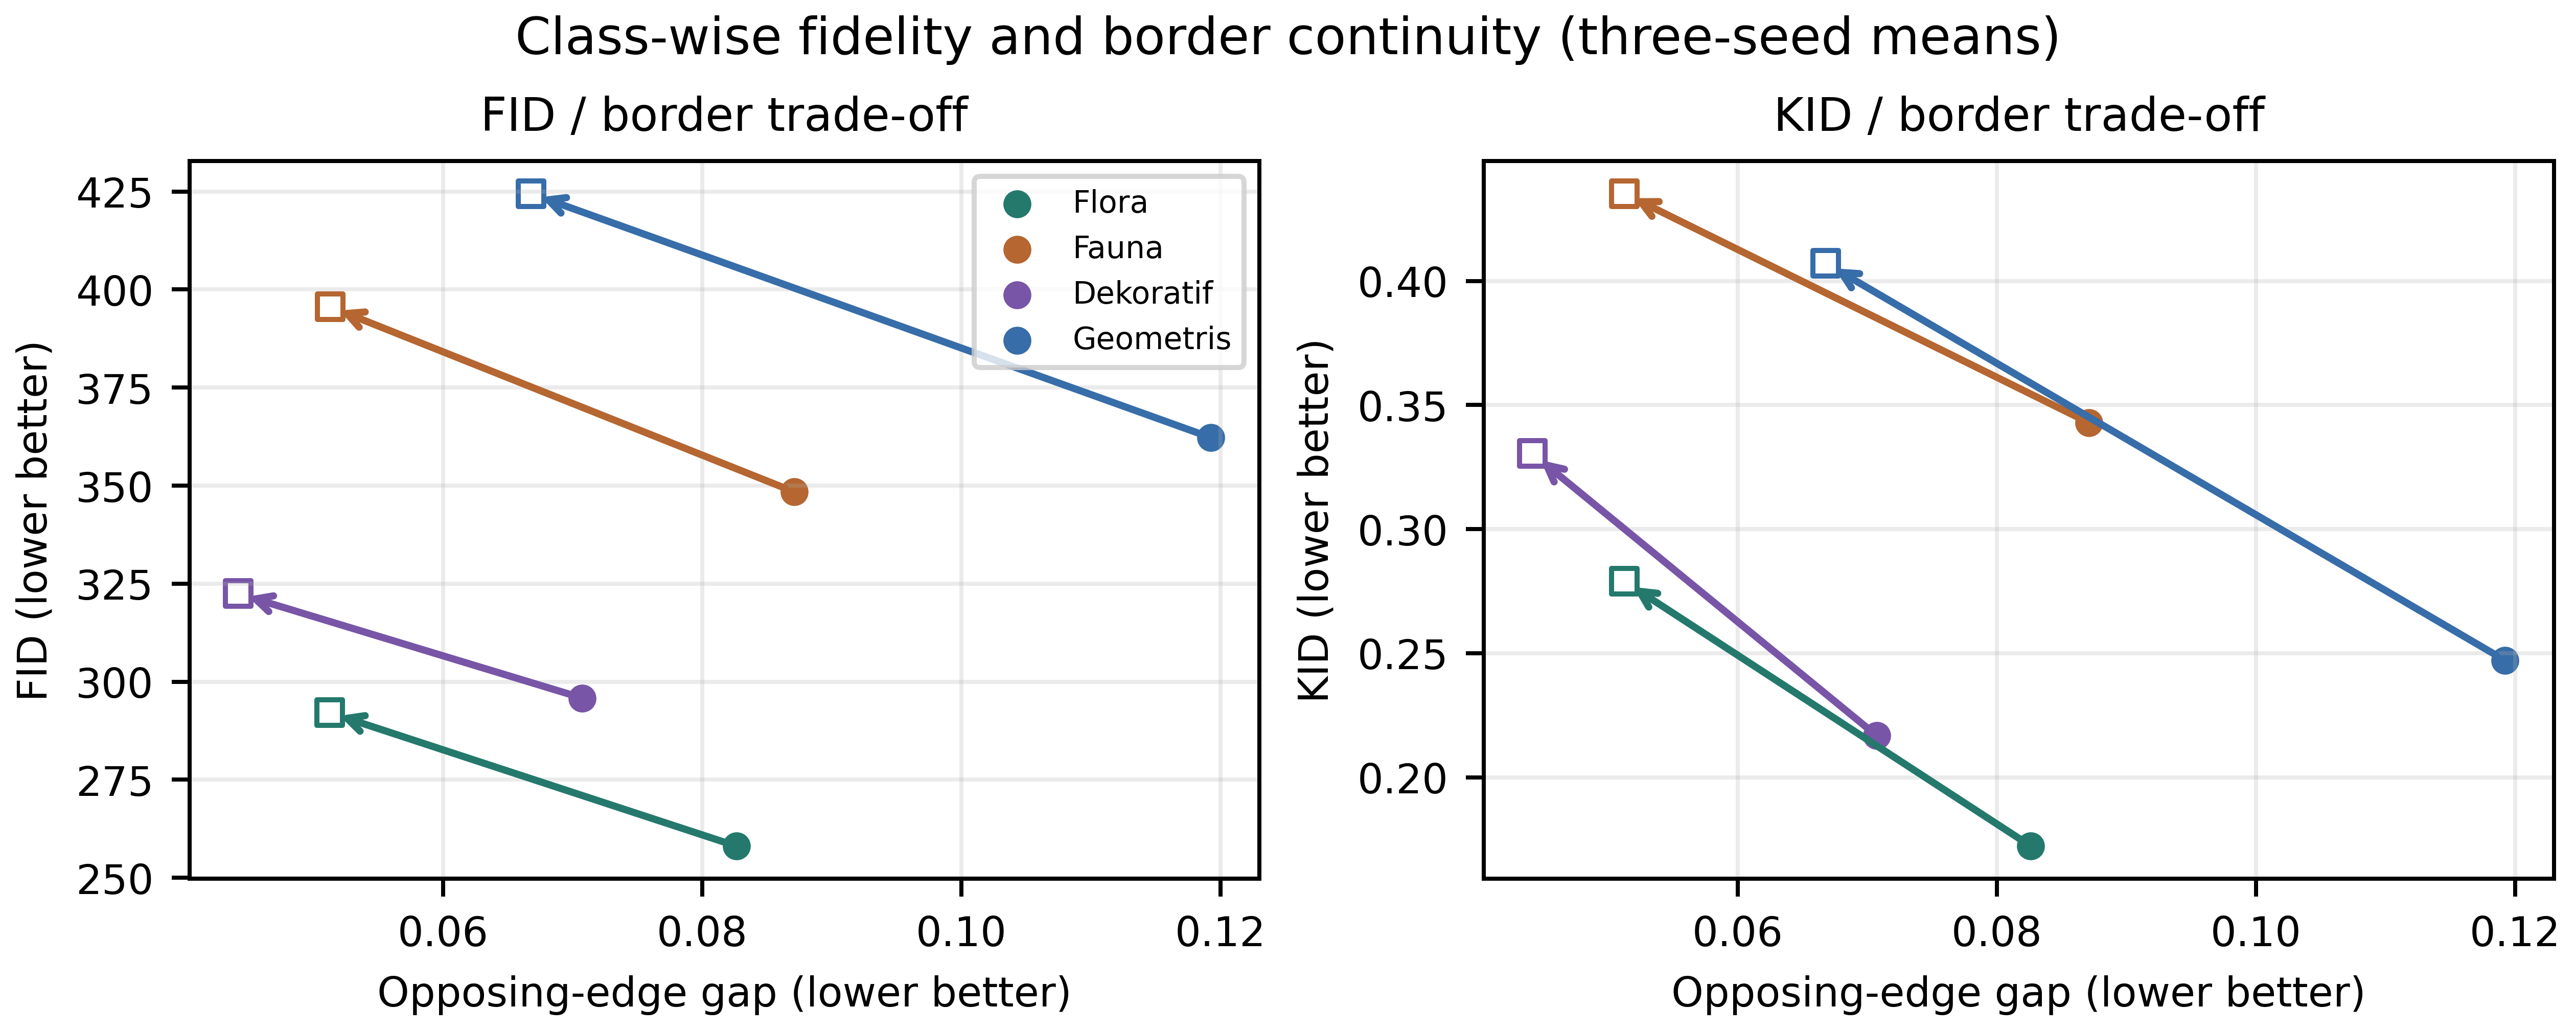 Class-wise fidelity and border continuity (three-seed means)
FID / border trade-off
FID (lower better)
425
400
375
350
325
300
275
250
Flora
Fauna
Dekoratif
Geometris
0.06 0.08 0.10 0.12
Opposing-edge gap (lower better)
KID / border trade-off
KID (lower better)
0.40
0.35
0.30
0.25
0.20
0.06 0.08 0.10 0.12
Opposing-edge gap (lower better)